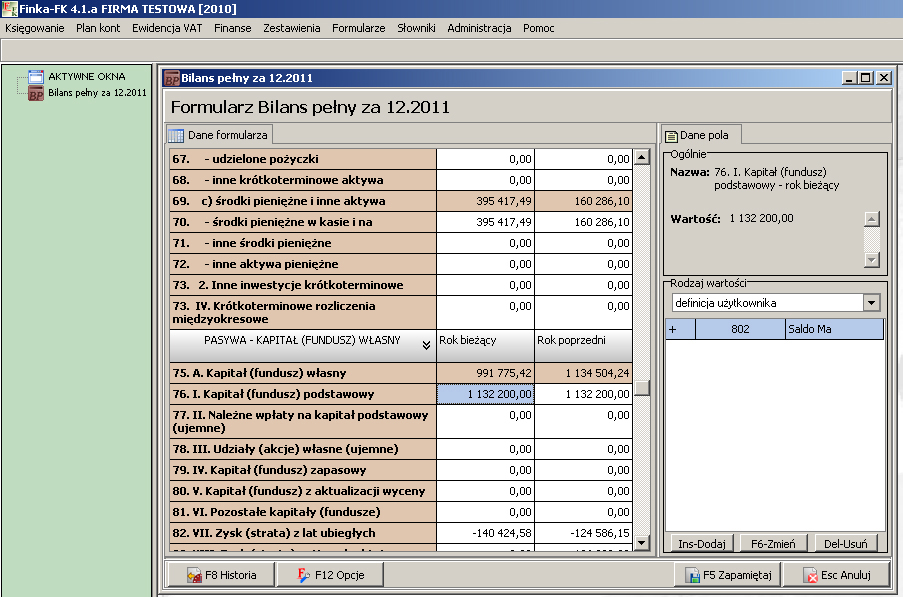 Finka-FK 4.1.a FIRMA TESTOWA [2010]
Księgowanie Plan kont Ewidencja VAT Finanse Zestawienia Formularze Słowniki Administracja Pomoc
AKTYWNE OKNA
BP Bilans pełny za 12.2011
BP Bilans pełny za 12.2011
Formularz Bilans pełny za 12.2011
Dane formularza
67. - udzielone pożyczki 0,00 0,00
68. - inne krótkoterminowe aktywa 0,00 0,00
69. c) środki pieniężne i inne aktywa 395 417,49 160 286,10
70. - środki pieniężne w kasie i na 395 417,49 160 286,10
71. - inne środki pieniężne 0,00 0,00
72. - inne aktywa pieniężne 0,00 0,00
73. 2. Inne inwestycje krótkoterminowe 0,00 0,00
73. IV. Krótkoterminowe rozliczenia 0,00 0,00
międzyokresowe
PASYWA - KAPITAŁ (FUNDUSZ) WŁASNY Rok bieżący Rok poprzedni
75. A. Kapitał (fundusz) własny 991 775,42 1 134 504,24
76. I. Kapitał (fundusz) podstawowy 1 132 200,00 1 132 200,00
77. II. Należne wpłaty na kapitał podstawowy 0,00 0,00
(ujemne)
78. III. Udziały (akcje) własne (ujemne) 0,00 0,00
79. IV. Kapitał (fundusz) zapasowy 0,00 0,00
80. V. Kapitał (fundusz) z aktualizacji wyceny 0,00 0,00
81. VI. Pozostałe kapitały (fundusze) 0,00 0,00
82. VII. Zysk (strata) z lat ubiegłych -140 424,58 -124 586,15
Dane pola
Ogólnie
Nazwa: 76. I. Kapitał (fundusz)
podstawowy - rok bieżący
Wartość: 1 132 200,00
Rodzaj wartości
definicja użytkownika
+ 802 Saldo Ma
Ins-Dodaj F6-Zmień Del-Usuń
F8 Historia F12 Opcje F5 Zapamiętaj Esc Anuluj